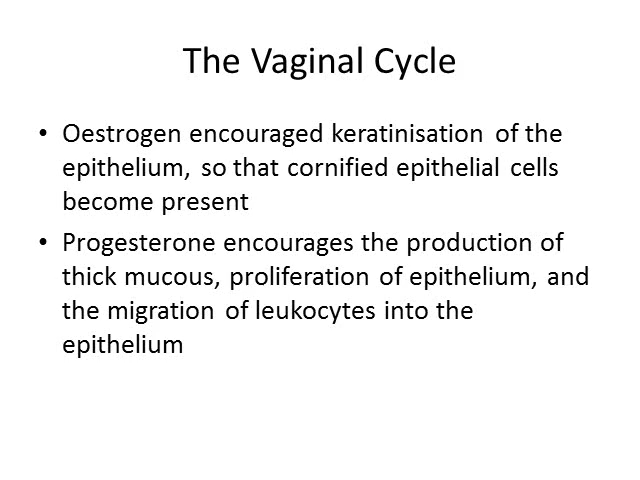 The Vaginal Cycle
• Oestrogen encouraged keratinisation of the
epithelium, so that cornified epithelial cells
become present
• Progesterone encourages the production of
thick mucous, proliferation of epithelium, and
the migration of leukocytes into the
epithelium